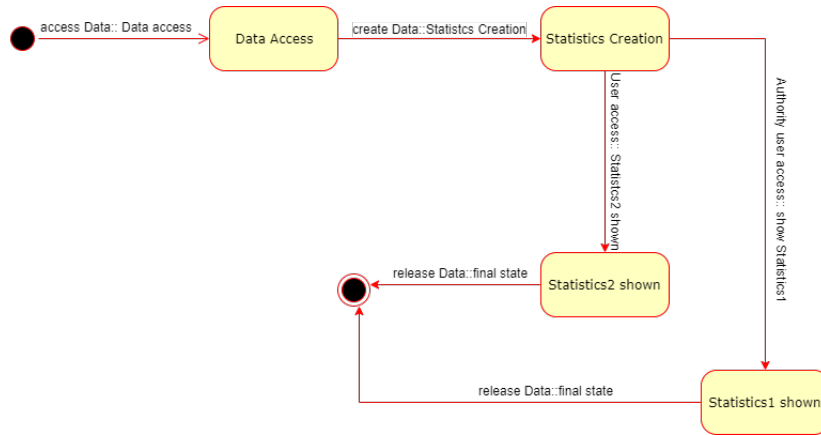 access Data:: Data access
Data Access
create Data::Statistcs Creation
Statistics Creation
User access:: Statistcs2 shown
Authority user access:: show Statistics1
release Data::final state
Statistics2 shown
release Data::final state
Statistics1 shown